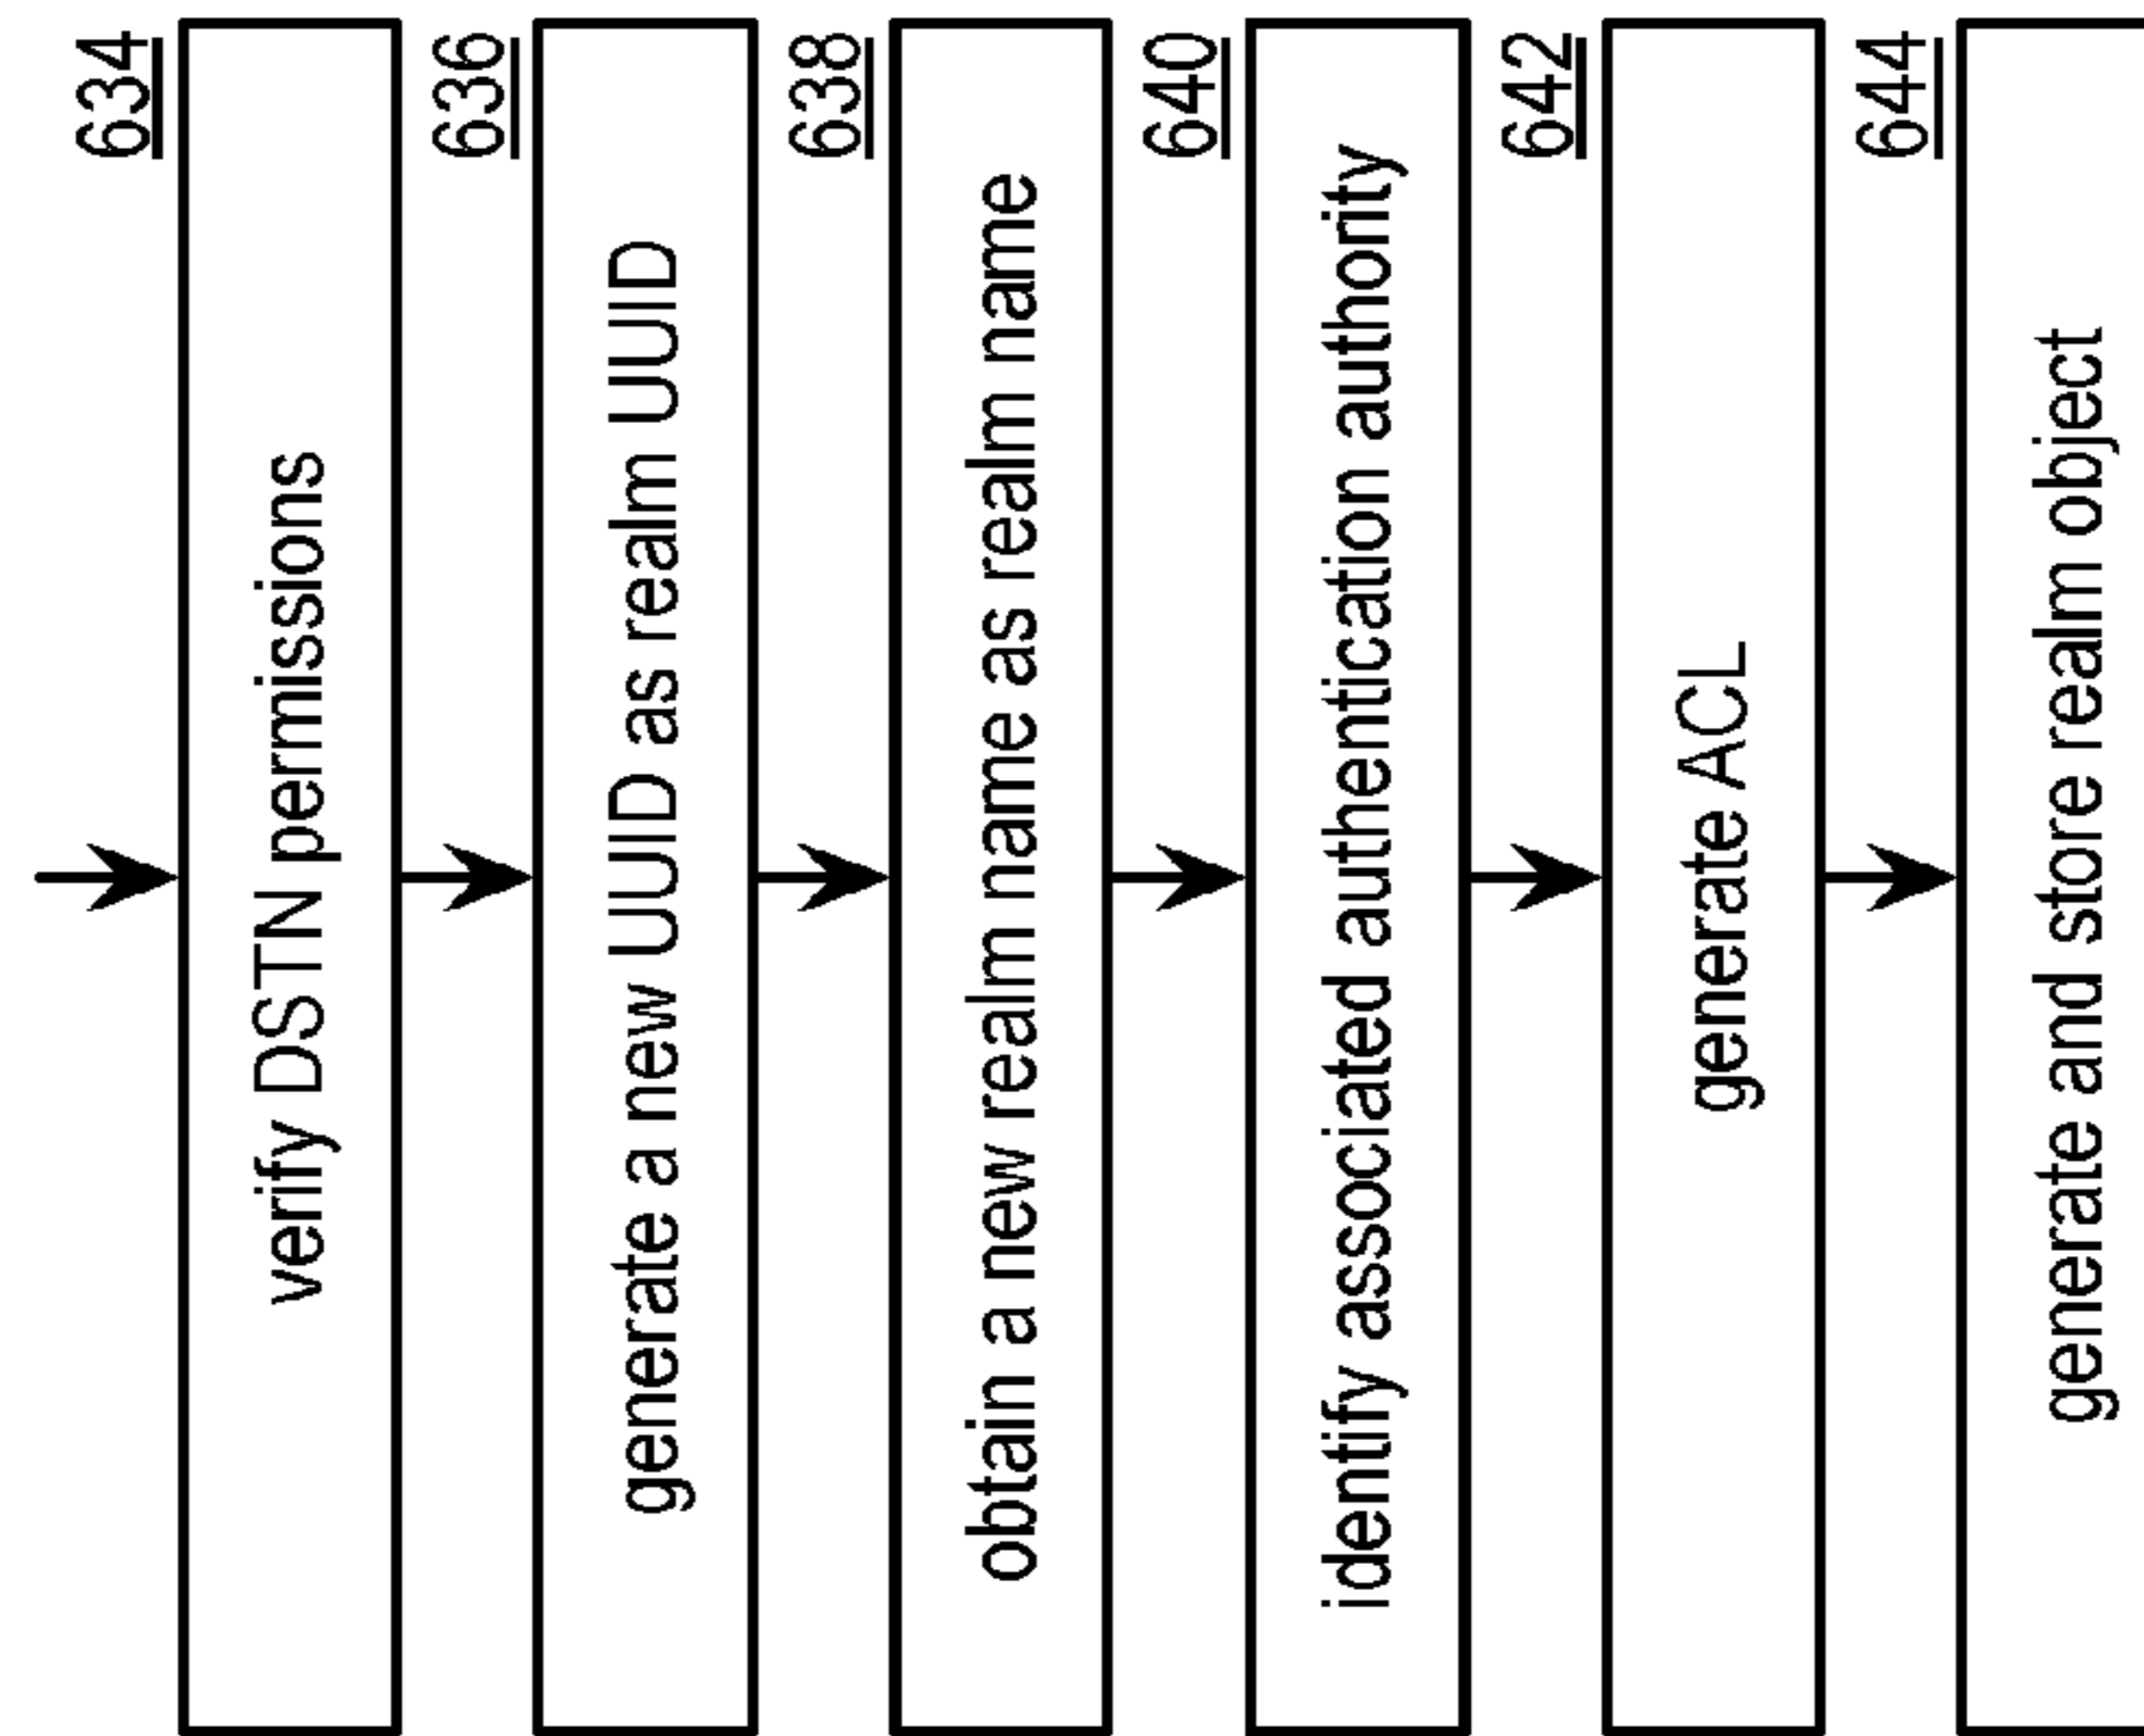 634
verify DSTN permissions
636
generate a new UUID as realm UUID
638
obtain a new realm name as realm name
640
identify associated authentication authority
642
generate ACL
644
generate and store realm object